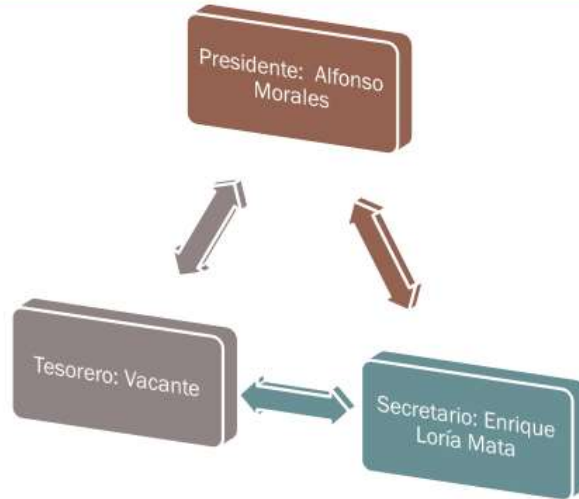 Presidente: Alfonso
Morales
Tesorero: Vacante
Secretario: Enrique
Loría Mata